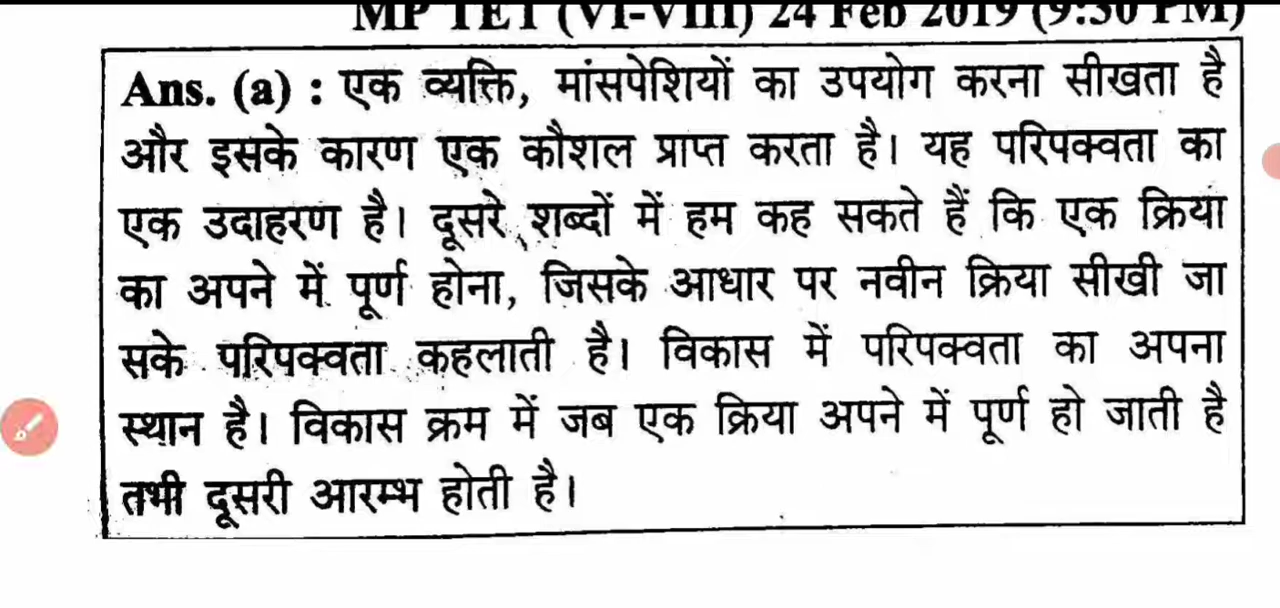 MP TET (VI-VIII) 24 Feb 2019 (9:30 PM)
Ans. (a) : एक व्यक्ति, मांसपेशियों का उपयोग करना सीखता है
और इसके कारण एक कौशल प्राप्त करता है। यह परिपक्वता का
एक उदाहरण है। दूसरे शब्दों में हम कह सकते हैं कि एक क्रिया
का अपने में पूर्ण होना, जिसके आधार पर नवीन क्रिया सीखी जा
सके परिपक्वता कहलाती है। विकास में परिपक्वता का अपना
स्थान है। विकास क्रम में जब एक क्रिया अपने में पूर्ण हो जाती है
तभी दूसरी आरम्भ होती है।